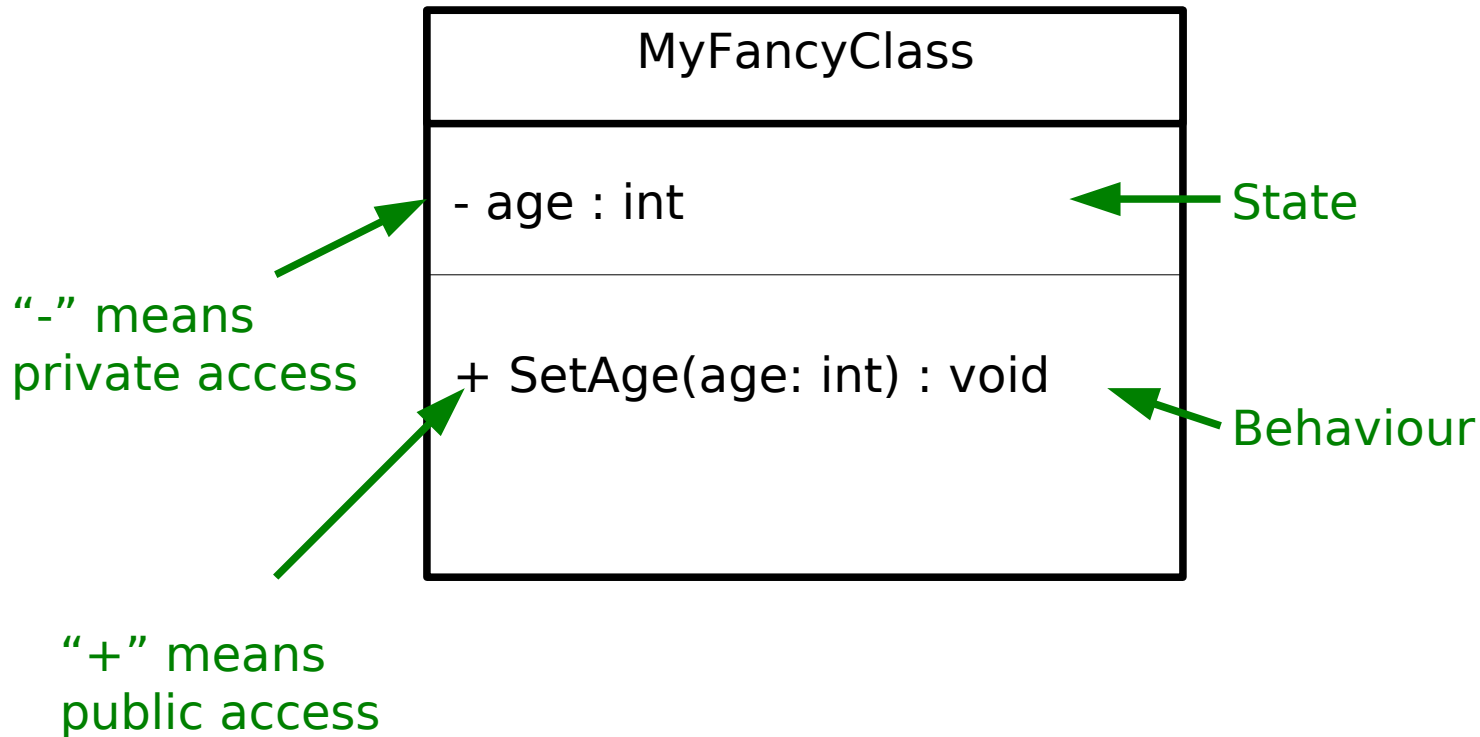 MyFancyClass
- age : int
State
“-” means
private access
+ SetAge(age: int) : void
Behaviour
“+” means
public access